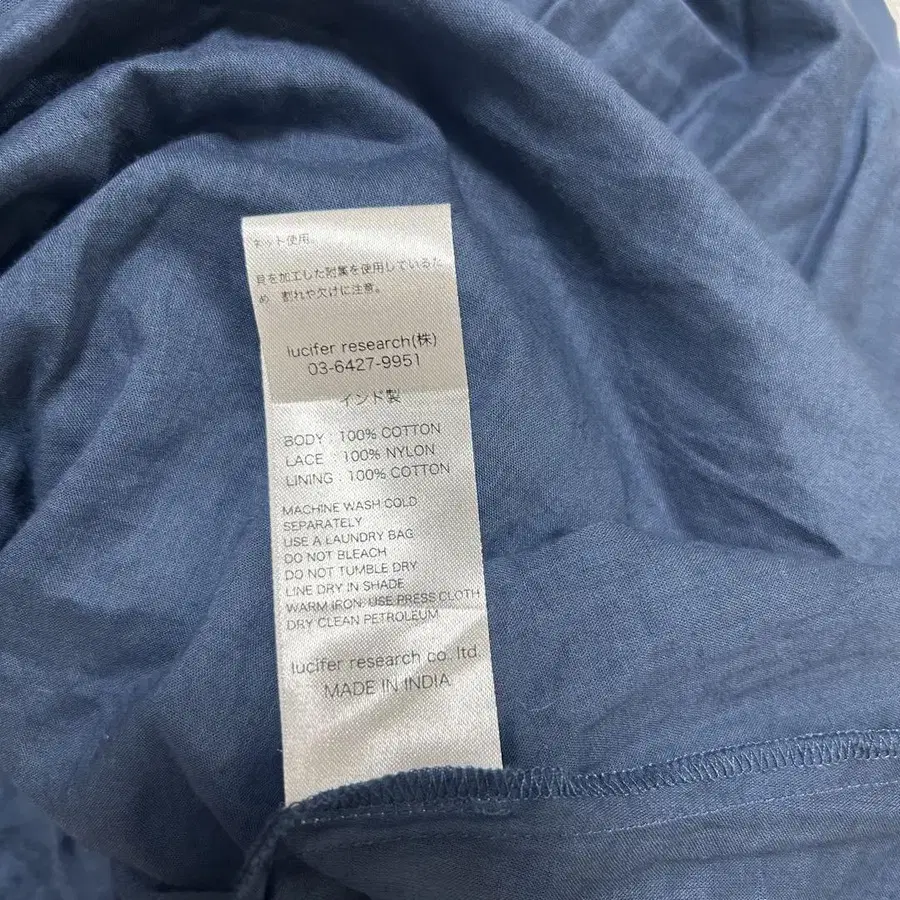 ネット使用。
貝を加工した附属を使用しているた
め 割れや欠けに注意。
lucifer research(株)
03-6427-9951
インド製
BODY : 100% COTTON
LACE : 100% NYLON
LINING : 100% COTTON
MACHINE WASH COLD
SEPARATELY
USE A LAUNDRY BAG
DO NOT BLEACH
DO NOT TUMBLE DRY
LINE DRY IN SHADE
WARM IRON: USE PRESS CLOTH
DRY CLEAN PETROLEUM
lucifer research co. ltd.
MADE IN INDIA